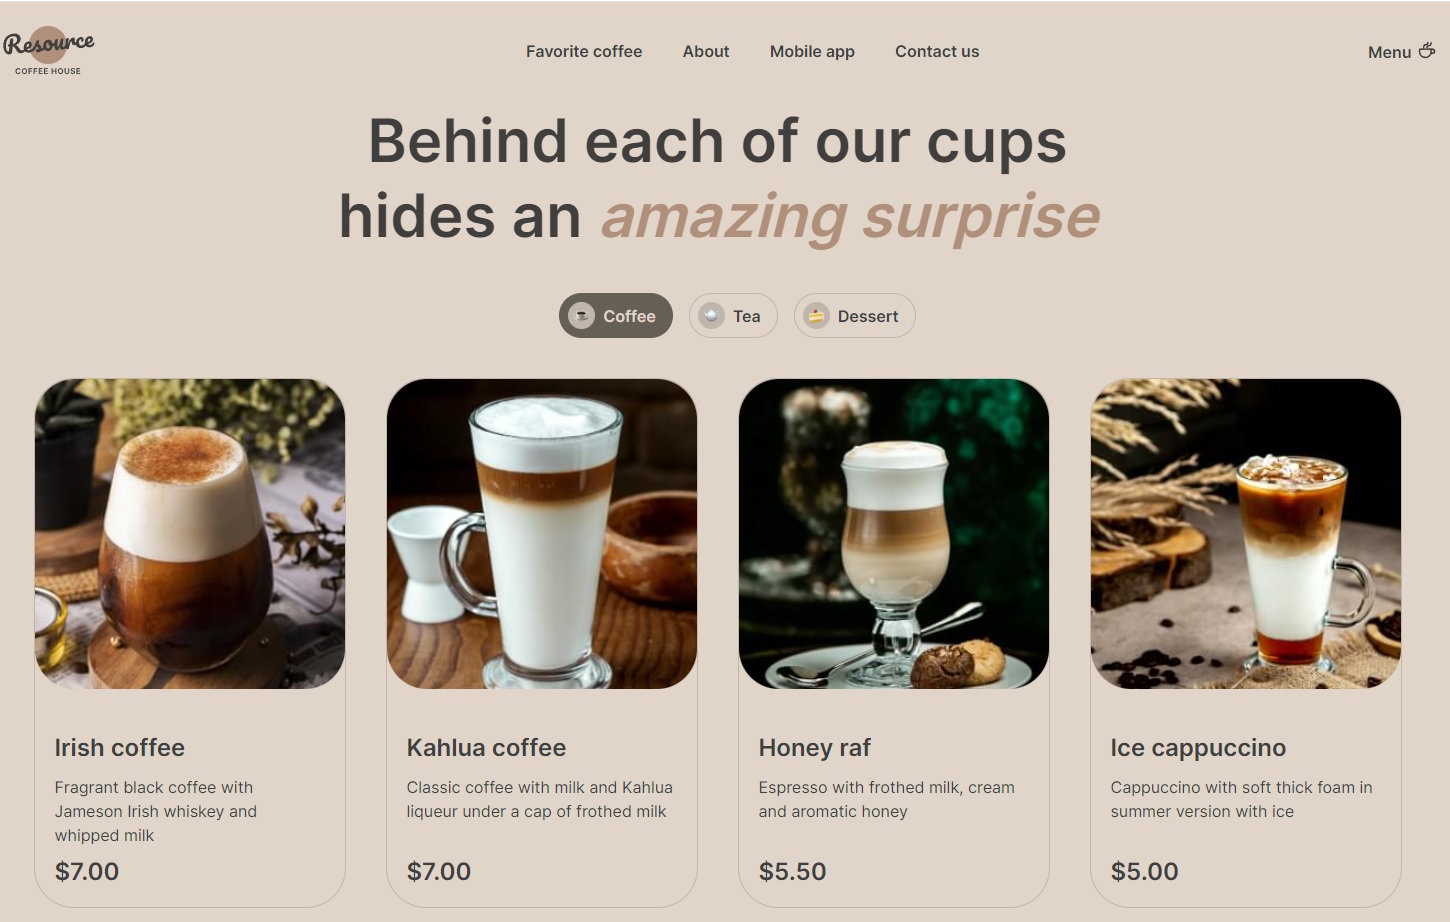 Resource
COFFEE HOUSE
Favorite coffee
About
Mobile app
Contact us
Menu
Behind each of our cups
hides an amazing surprise
Coffee
Tea
Dessert
Irish coffee
Fragrant black coffee with
Jameson Irish whiskey and
whipped milk
$7.00
Kahlua coffee
Classic coffee with milk and Kahlua
liqueur under a cap of frothed milk
$7.00
Honey raf
Espresso with frothed milk, cream
and aromatic honey
$5.50
Ice cappuccino
Cappuccino with soft thick foam in
summer version with ice
$5.00